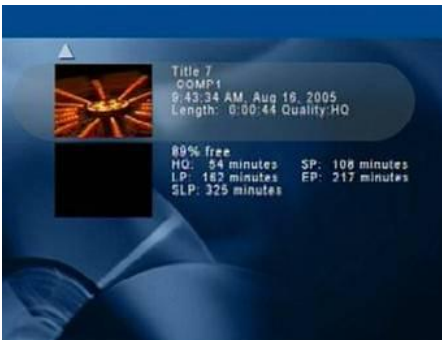 Title 7
COMP1
9:43:34 AM, Aug 16, 2005
Length: 0:00:44 Quality:HQ
89% free
HQ: 54 minutes SP: 108 minutes
LP: 162 minutes EP: 217 minutes
SLP: 325 minutes